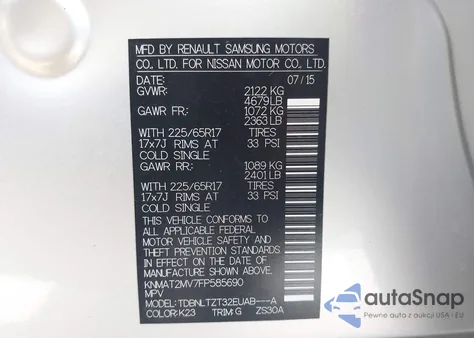 MFD BY RENAULT SAMSUNG MOTORS
CO., LTD. FOR NISSAN MOTOR CO., LTD.
DATE: 07/15
GVWR: 2122 KG
4679LB
GAWR FR: 1072 KG
2363LB
WITH 225/65R17 TIRES
17x7J RIMS AT 33 PSI
COLD SINGLE
GAWR RR: 1089 KG
2401LB
WITH 225/65R17 TIRES
17x7J RIMS AT 33 PSI
COLD SINGLE
THIS VEHICLE CONFORMS TO
ALL APPLICABLE FEDERAL
MOTOR VEHICLE SAFETY AND
THEFT PREVENTION STANDARDS
IN EFFECT ON THE DATE OF
MANUFACTURE SHOWN ABOVE.
KNMAT2MV7FP585690
MPV
MODEL: TDBNLTZT32EUAB---A
COLOR:K23 TRIM:G ZS30A
autoSnap
Pewne auta z aukcji USA i EU